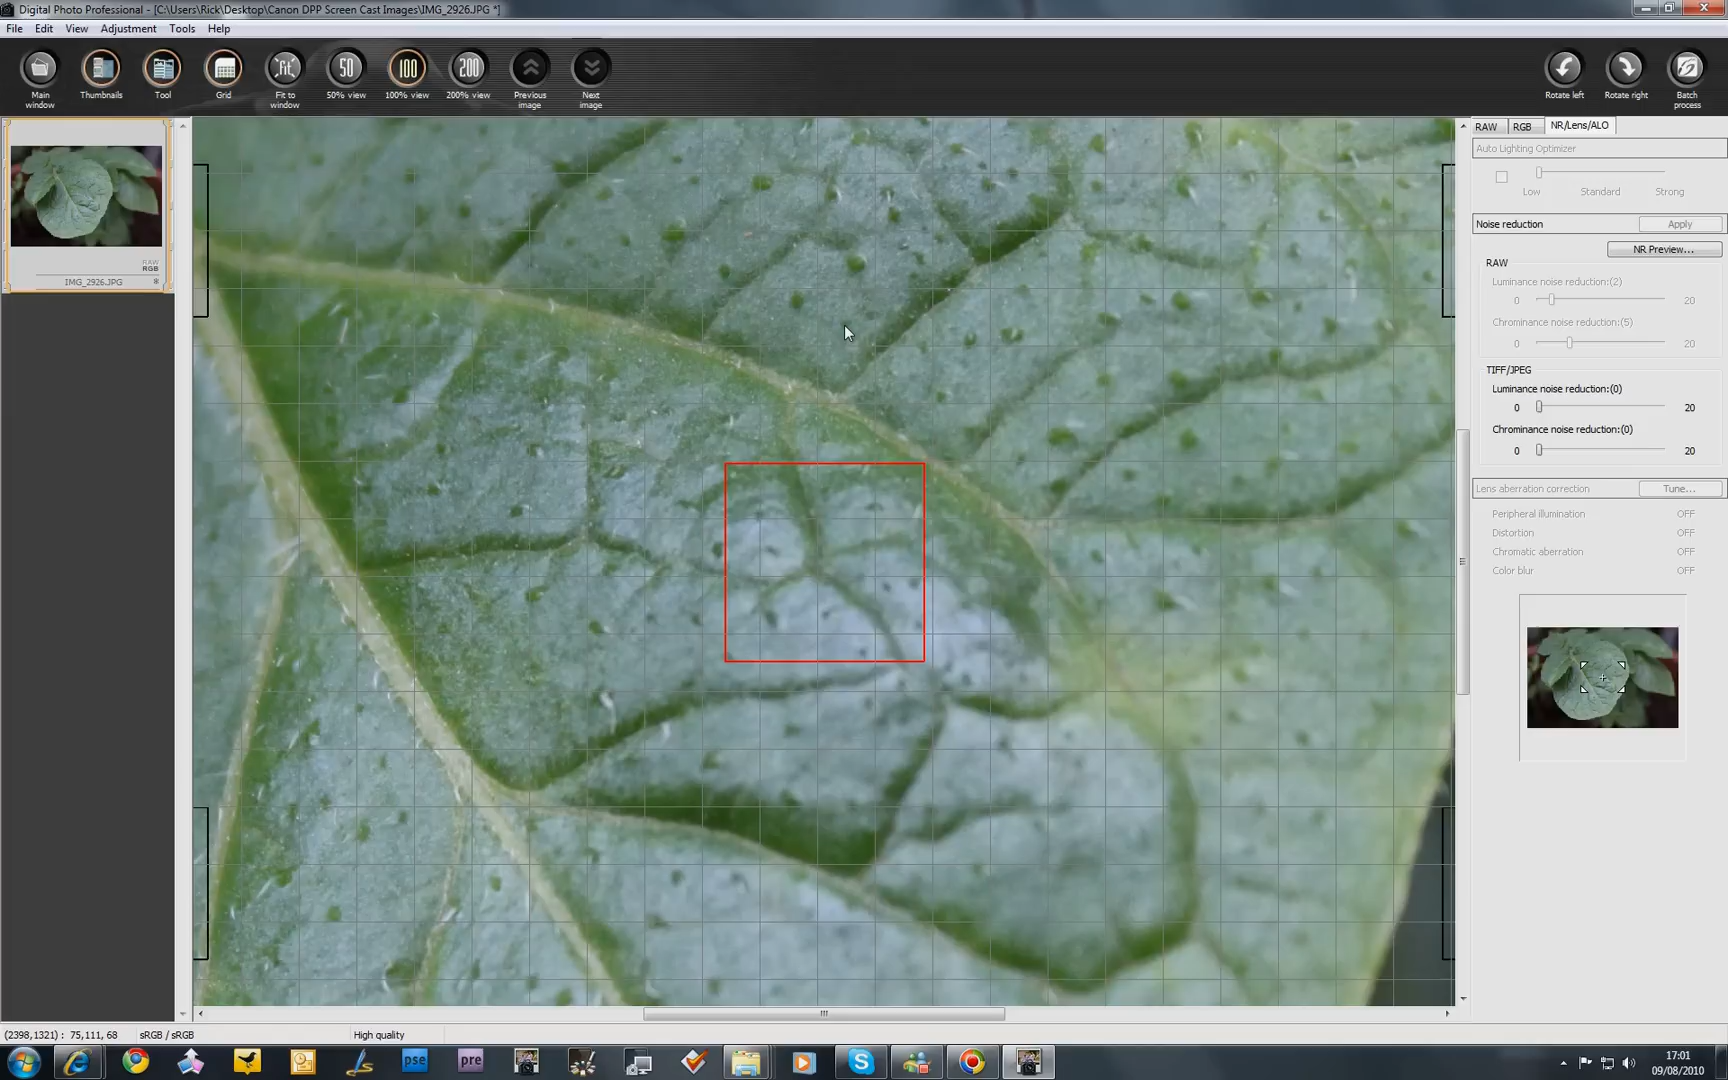 Digital Photo Professional - [C:\Users\Rick\Desktop\Canon DPP Screen Cast Images\IMG_2926.JPG *]
File Edit View Adjustment Tools Help
50 100 200
Main window
Thumbnails
Tool
Grid
Fit to window
50% view
100% view
200% view
Previous image
Next image
Rotate left
Rotate right
Batch process
RAW
RGB
IMG_2926.JPG
RAW RGB NR/Lens/ALO
Auto Lighting Optimizer
Low Standard Strong
Noise reduction Apply
NR Preview...
RAW
Luminance noise reduction:(2)
0 20
Chrominance noise reduction:(5)
0 20
TIFF/JPEG
Luminance noise reduction:(0)
0 20
Chrominance noise reduction:(0)
0 20
Lens aberration correction Tune...
Peripheral illumination OFF
Distortion OFF
Chromatic aberration OFF
Color blur OFF
(2398,1321) : 75,111, 68 sRGB / sRGB High quality
pse pre
17:01
09/08/2010